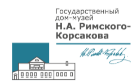 Государственный
дом-музей
Н.А. Римского-
Корсакова